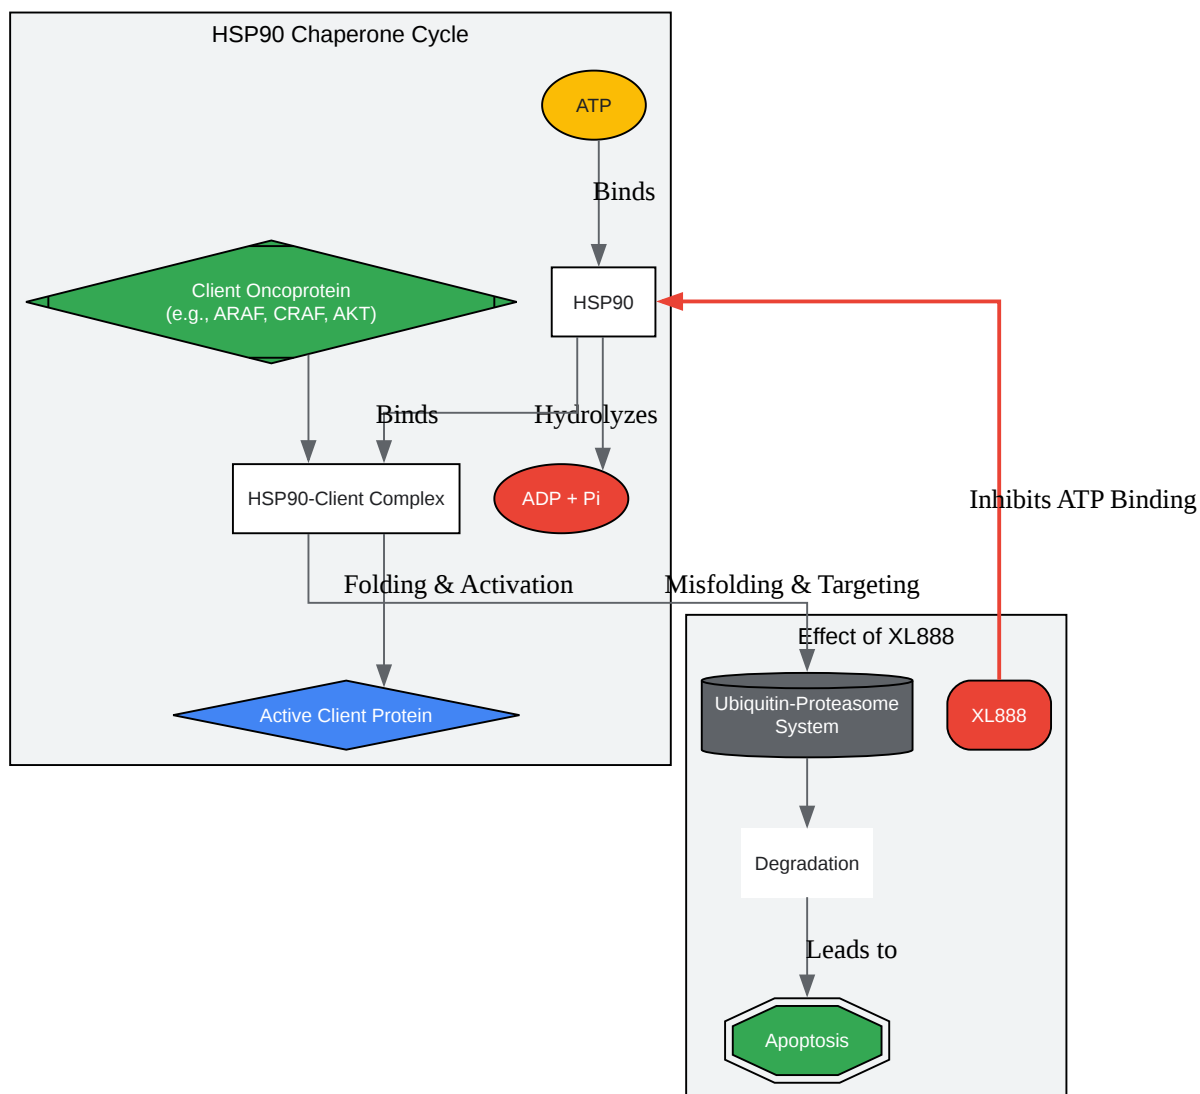 HSP90 Chaperone Cycle
ATP
Binds
Client Oncoprotein
(e.g., ARAF, CRAF, AKT)
HSP90
Binds
Hydrolyzes
HSP90-Client Complex
ADP + Pi
Inhibits ATP Binding
Folding & Activation
Misfolding & Targeting
Effect of XL888
Ubiquitin-Proteasome
System
XL888
Active Client Protein
Degradation
Leads to
Apoptosis